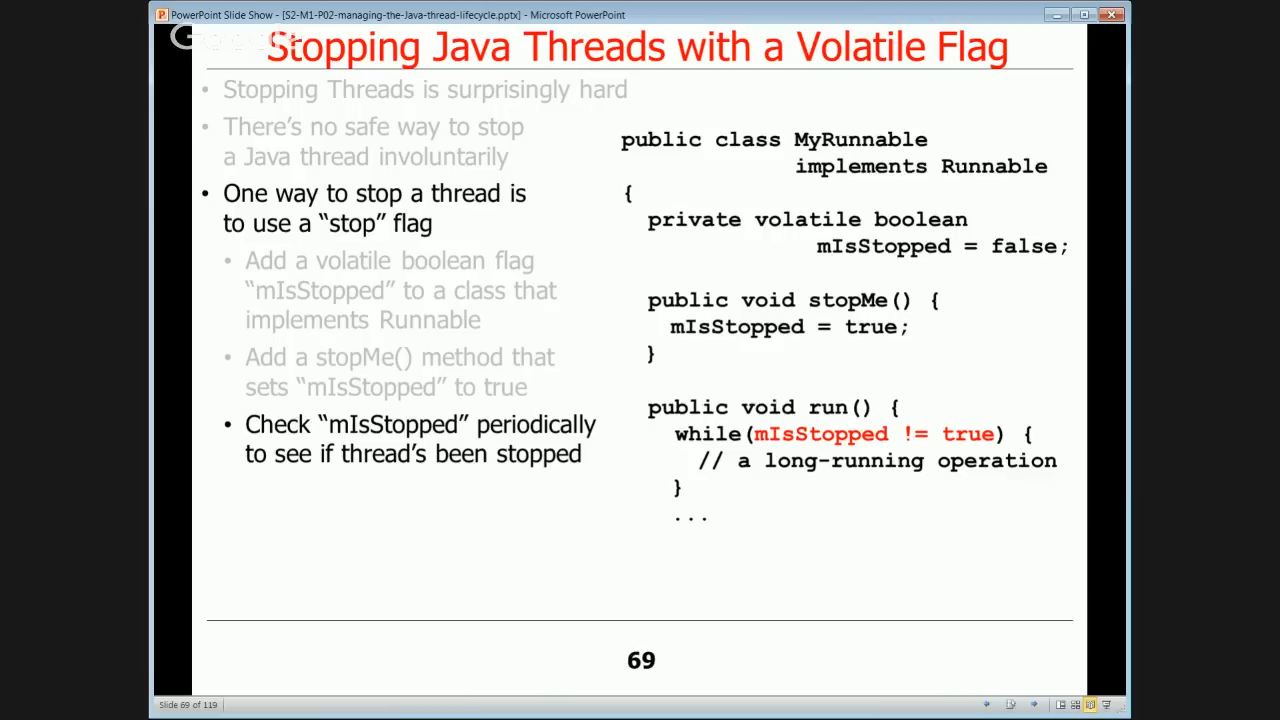 PowerPoint Slide Show - [S2-M1-P02-managing-the-Java-thread-lifecycle.pptx] - Microsoft PowerPoint
Google
Stopping Java Threads with a Volatile Flag
• Stopping Threads is surprisingly hard
• There's no safe way to stop
a Java thread involuntarily
• One way to stop a thread is
to use a “stop” flag
• Add a volatile boolean flag
“mIsStopped” to a class that
implements Runnable
• Add a stopMe() method that
sets “mIsStopped” to true
• Check “mIsStopped” periodically
to see if thread's been stopped
public class MyRunnable
implements Runnable
{
private volatile boolean
mIsStopped = false;
public void stopMe() {
mIsStopped = true;
}
public void run() {
while(mIsStopped != true) {
// a long-running operation
}
...
69
Slide 69 of 119